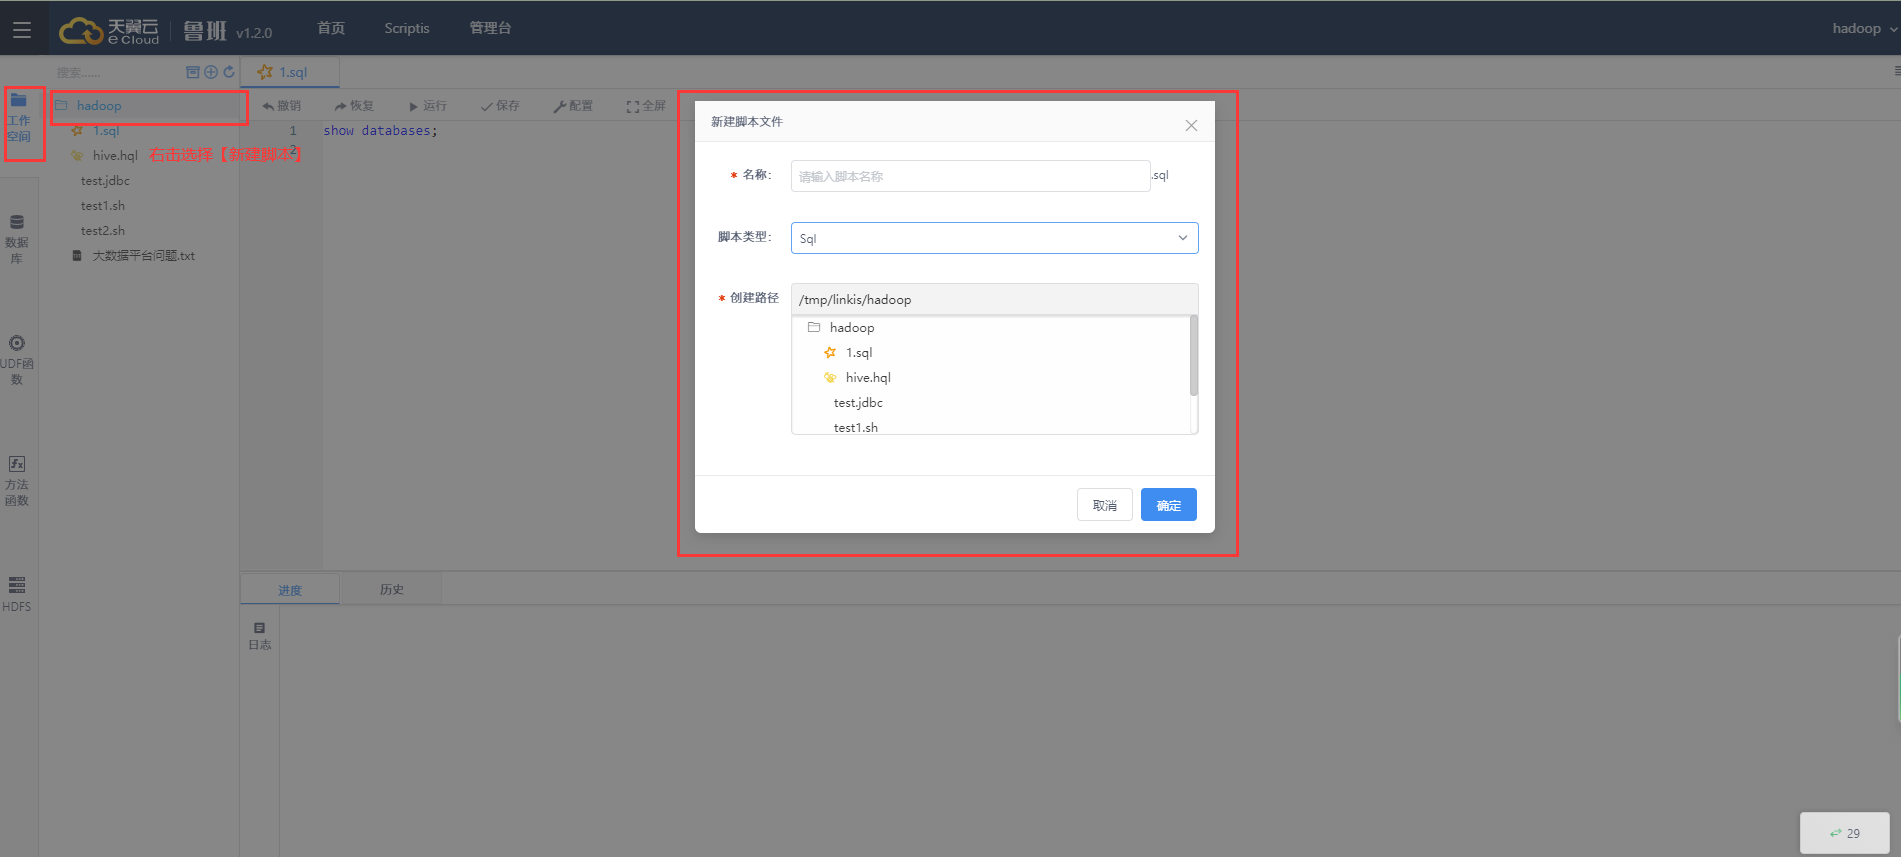 天翼云
e Cloud
鲁班 v1.2.0
首页
Scriptis
管理台
hadoop
搜索......
1.sql
工作
空间
hadoop
1.sql
hive.hql
右击选择【新建脚本】
test.jdbc
test1.sh
test2.sh
大数据平台问题.txt
数据
库
UDF函
数
方法
函数
HDFS
撤销
恢复
运行
保存
配置
全屏
1
show databases;
2
新建脚本文件
* 名称：
请输入脚本名称
.sql
脚本类型：
Sql
* 创建路径
/tmp/linkis/hadoop
hadoop
1.sql
hive.hql
test.jdbc
test1.sh
取消
确定
进度
历史
日志
29